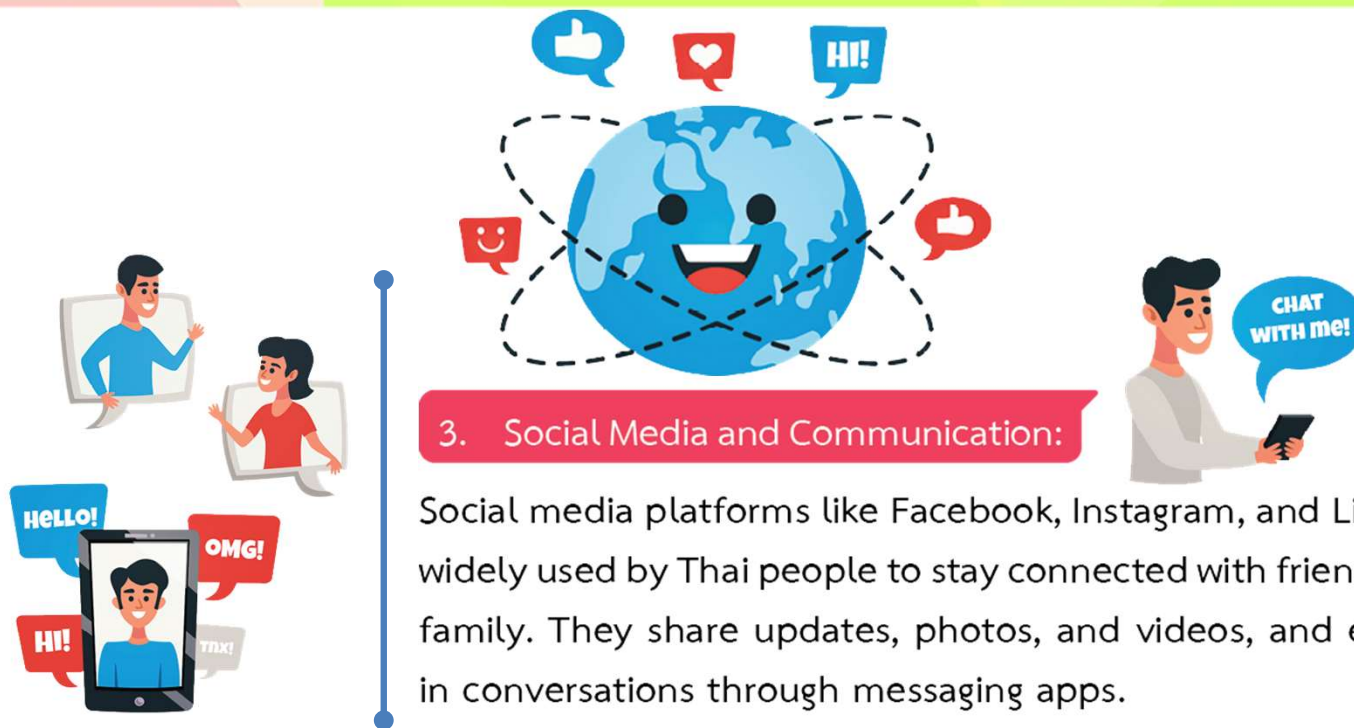 HI!
CHAT
WITH me!
3. Social Media and Communication:
HeLLO!
OMG!
HI!
TNX!
Social media platforms like Facebook, Instagram, and
widely used by Thai people to stay connected with
family. They share updates, photos, and videos, and
in conversations through messaging apps.